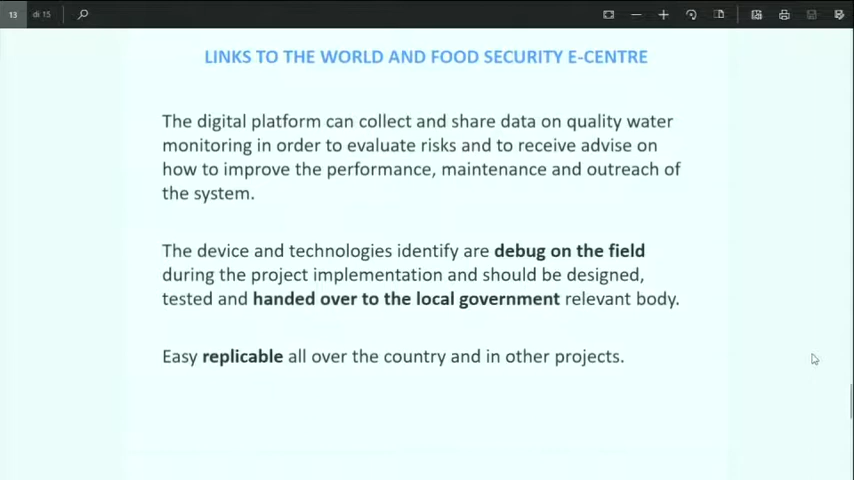 13 di 15
LINKS TO THE WORLD AND FOOD SECURITY E-CENTRE
The digital platform can collect and share data on quality water
monitoring in order to evaluate risks and to receive advise on
how to improve the performance, maintenance and outreach of
the system.
The device and technologies identify are debug on the field
during the project implementation and should be designed,
tested and handed over to the local government relevant body.
Easy replicable all over the country and in other projects.